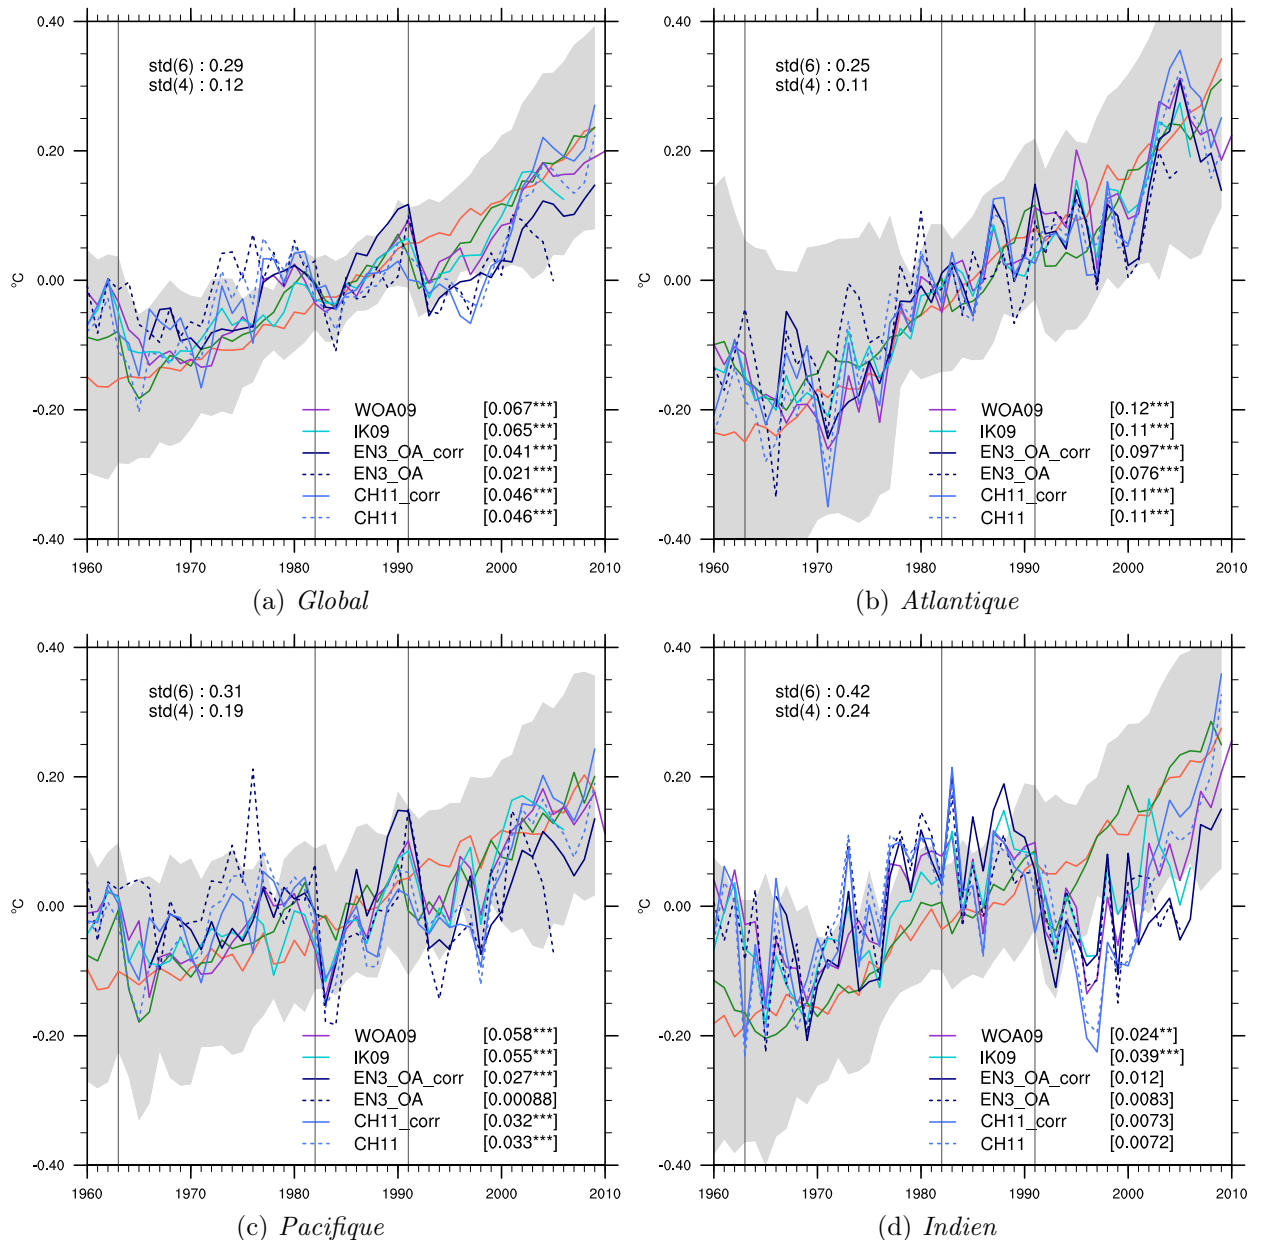 0.40
0.20
0.00
-0.20
-0.40
°C
std(6) : 0.29
std(4) : 0.12
WOA09 [0.067***]
IK09 [0.065***]
EN3_OA_corr [0.041***]
EN3_OA [0.021***]
CH11_corr [0.046***]
CH11 [0.046***]
1960 1970 1980 1990 2000 2010
(a) Global
0.40
0.20
0.00
-0.20
-0.40
°C
std(6) : 0.25
std(4) : 0.11
WOA09 [0.12***]
IK09 [0.11***]
EN3_OA_corr [0.097***]
EN3_OA [0.076***]
CH11_corr [0.11***]
CH11 [0.11***]
1960 1970 1980 1990 2000 2010
(b) Atlantique
0.40
0.20
0.00
-0.20
-0.40
°C
std(6) : 0.31
std(4) : 0.19
WOA09 [0.058***]
IK09 [0.055***]
EN3_OA_corr [0.027***]
EN3_OA [0.00088]
CH11_corr [0.032***]
CH11 [0.033***]
1960 1970 1980 1990 2000 2010
(c) Pacifique
0.40
0.20
0.00
-0.20
-0.40
°C
std(6) : 0.42
std(4) : 0.24
WOA09 [0.024**]
IK09 [0.039***]
EN3_OA_corr [0.012]
EN3_OA [0.0083]
CH11_corr [0.0073]
CH11 [0.0072]
1960 1970 1980 1990 2000 2010
(d) Indien